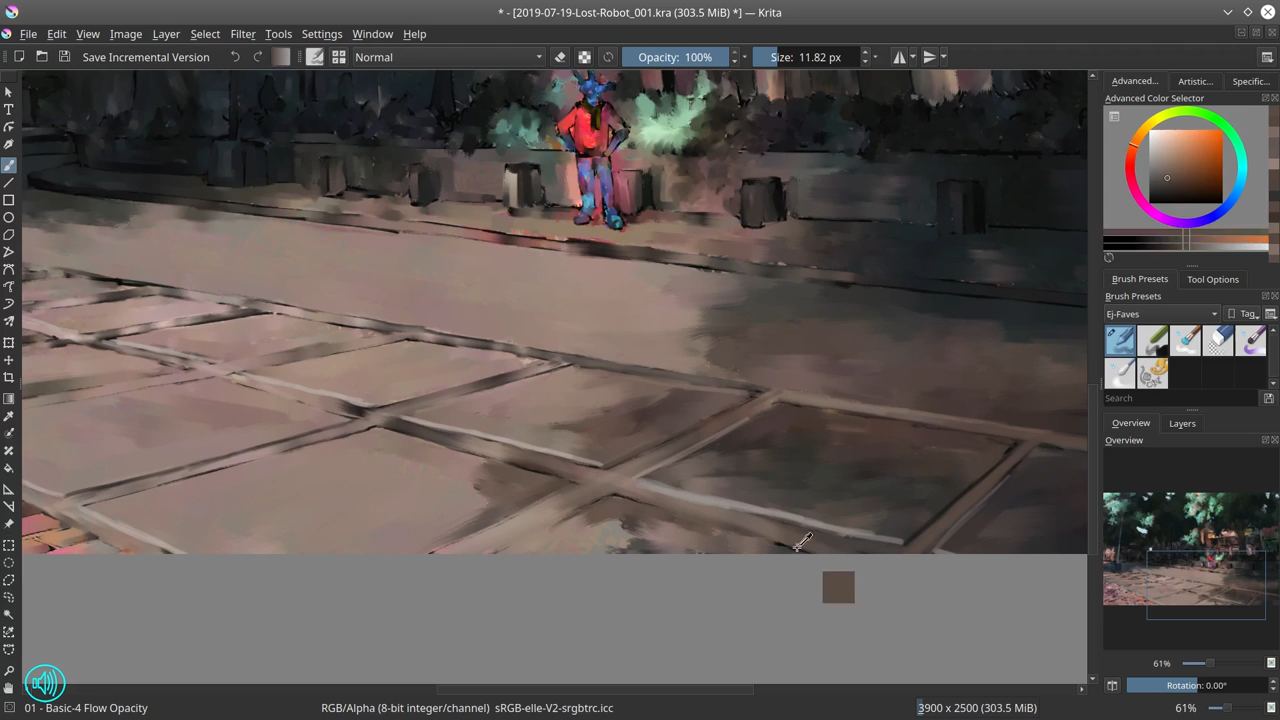 * - [2019-07-19-Lost-Robot_001.kra (303.5 MiB) *] — Krita
File Edit View Image Layer Select Filter Tools Settings Window Help
Save Incremental Version Normal Opacity: 100% Size: 11.82 px
Advanced... Artistic... Specific...
Advanced Color Selector
Brush Presets Tool Options
Brush Presets
Ej-Faves Tag
Search
Overview Layers
Overview
61%
Rotation: 0.00°
01 - Basic-4 Flow Opacity RGB/Alpha (8-bit integer/channel) sRGB-elle-V2-srgbtrc.icc 3900 x 2500 (303.5 MiB) 61%